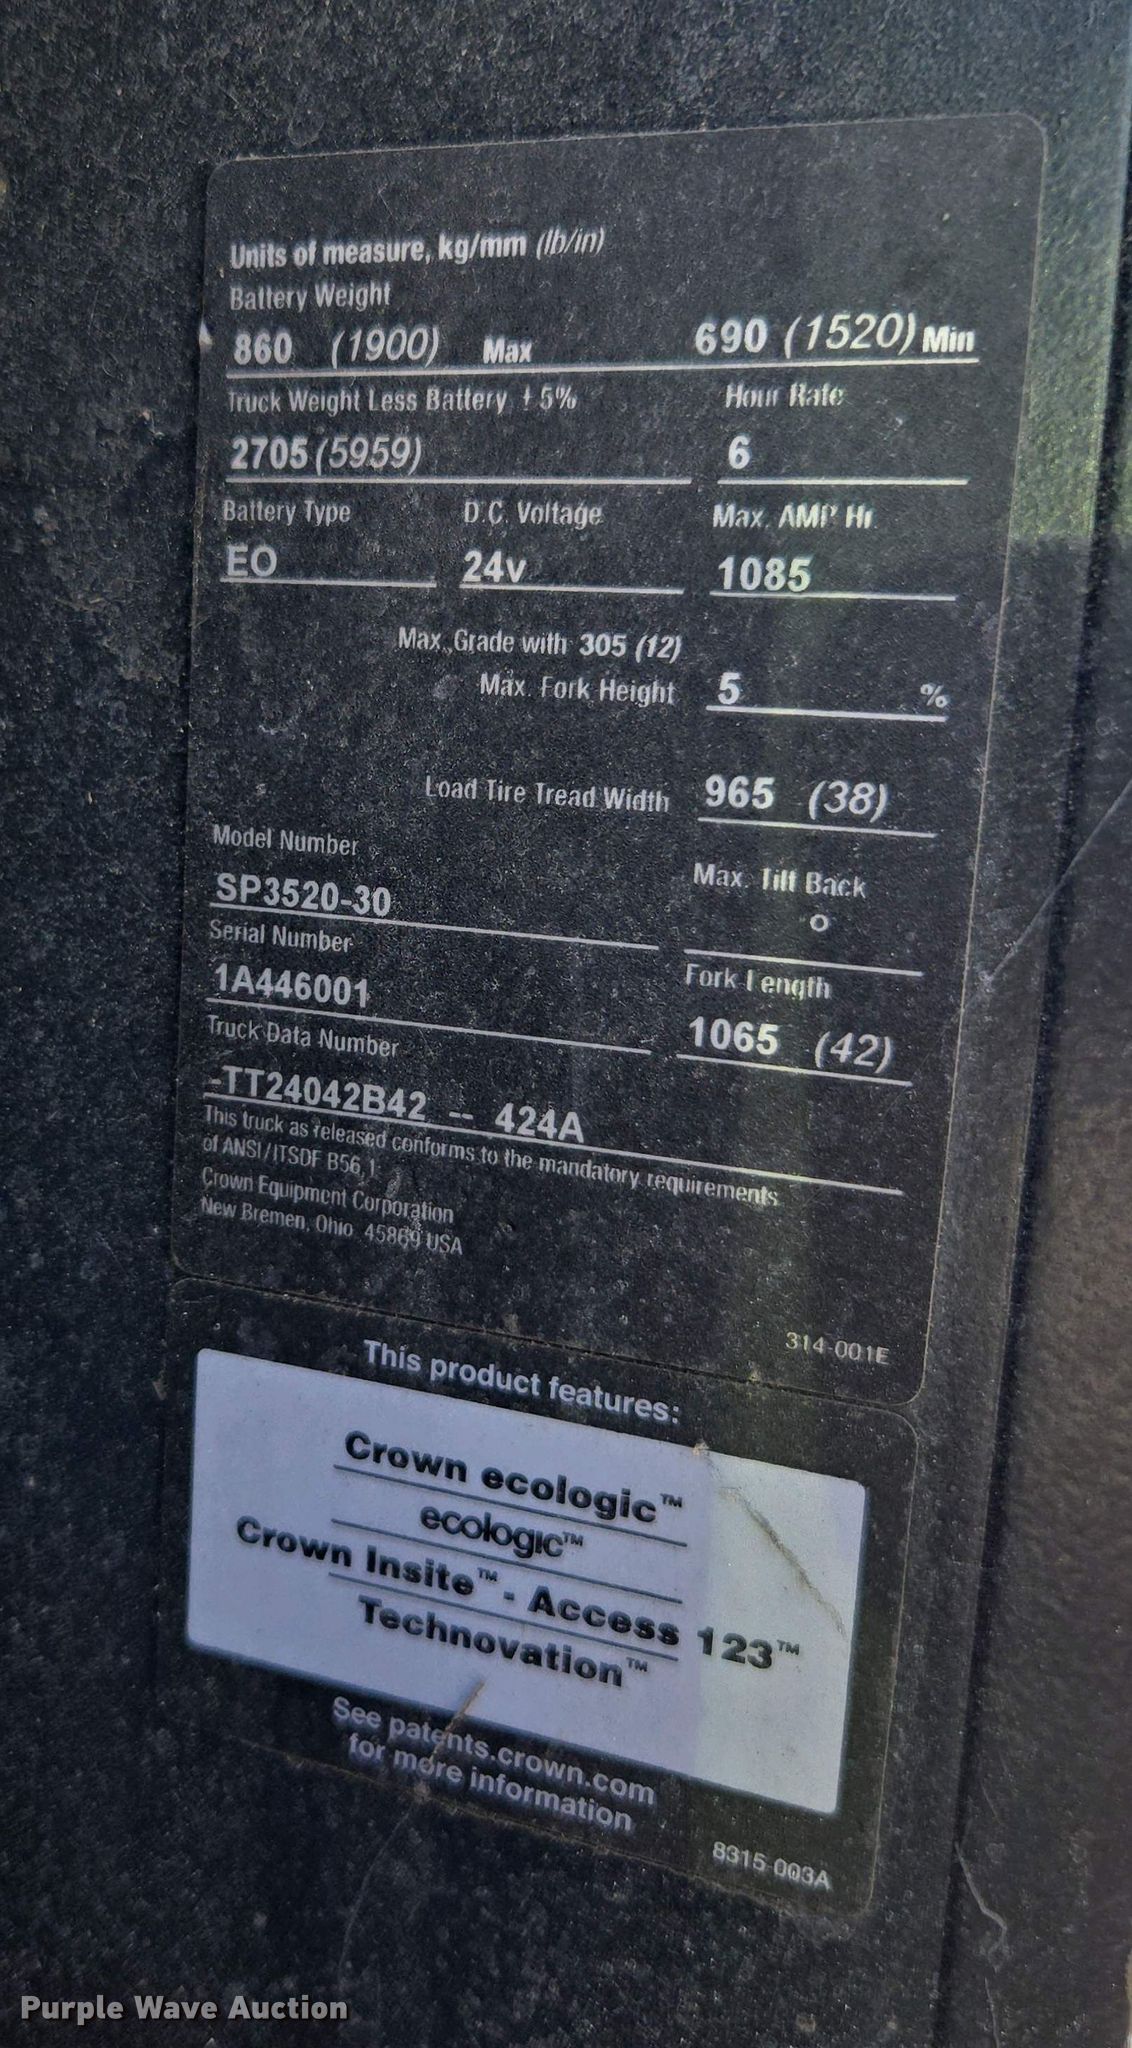 Units of measure, kg/mm (lb/in)
Battery Weight
860 (1900) Max 690 (1520) Min
Truck Weight Less Battery ±5% Hour Rate
2705 (5959) 6
Battery Type D.C. Voltage Max. AMP Hr.
EO 24v 1085
Max. Grade with 305 (12)
Max. Fork Height 5 %
Load Tire Tread Width 965 (38)
Model Number Max. Tilt Back
SP3520-30 o
Serial Number Fork Length
1A446001 1065 (42)
Truck Data Number
-TT24042B42 -- 424A
This truck as released conforms to the mandatory requirements
of ANSI/ITSDF B56.1
Crown Equipment Corporation
New Bremen, Ohio 45869 USA
314-001E
This product features:
Crown ecologic™
ecologic™
Crown Insite™ - Access 123™
Technovation™
See patents.crown.com
for more information
8315-003A
Purple Wave Auction